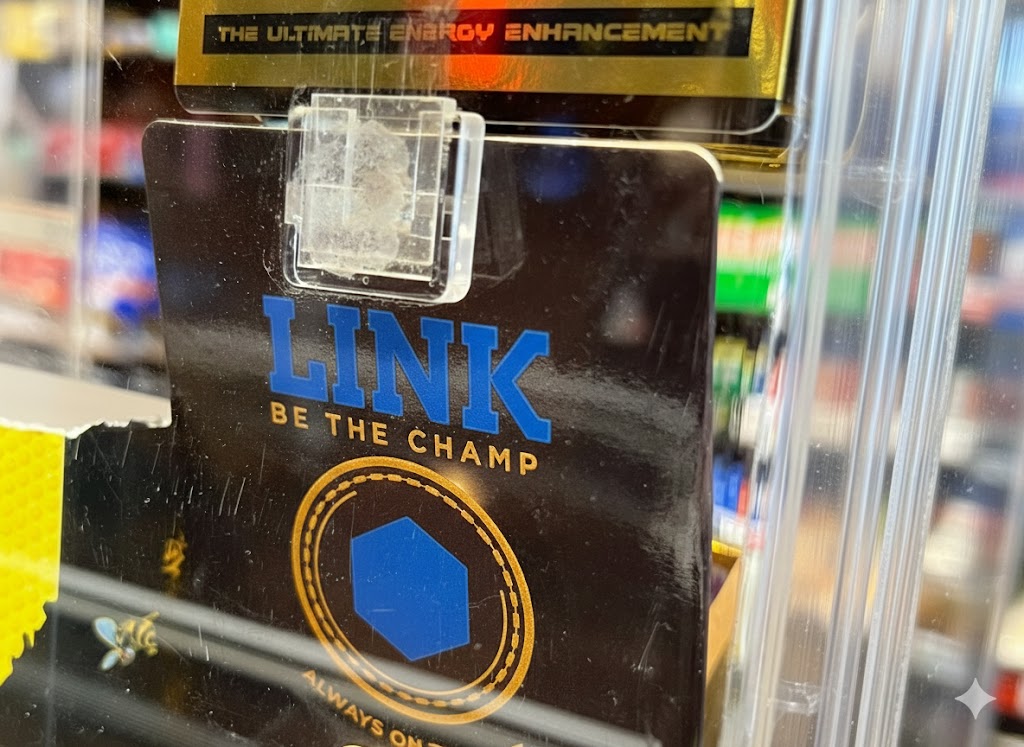 THE ULTIMATE ENERGY ENHANCEMENT
LINK
BE THE CHAMP
ALWAYS ON